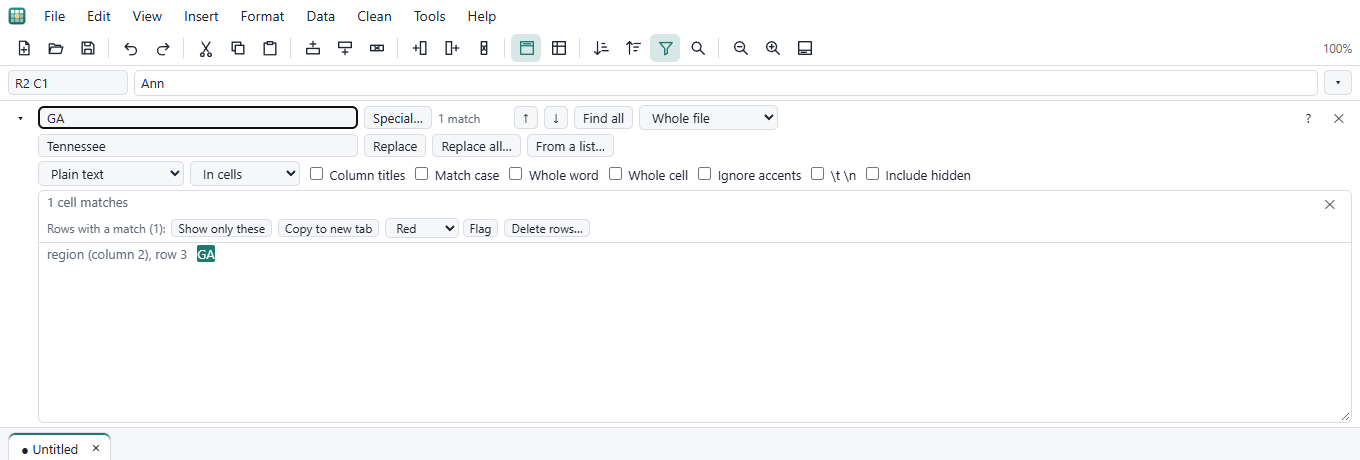 File Edit View Insert Format Data Clean Tools Help
100%
R2 C1 Ann
GA Special... 1 match ↑ ↓ Find all Whole file ?
Tennessee Replace Replace all... From a list...
Plain text In cells Column titles Match case Whole word Whole cell Ignore accents \t \n Include hidden
1 cell matches
Rows with a match (1): Show only these Copy to new tab Red Flag Delete rows...
region (column 2), row 3 GA
● Untitled ×